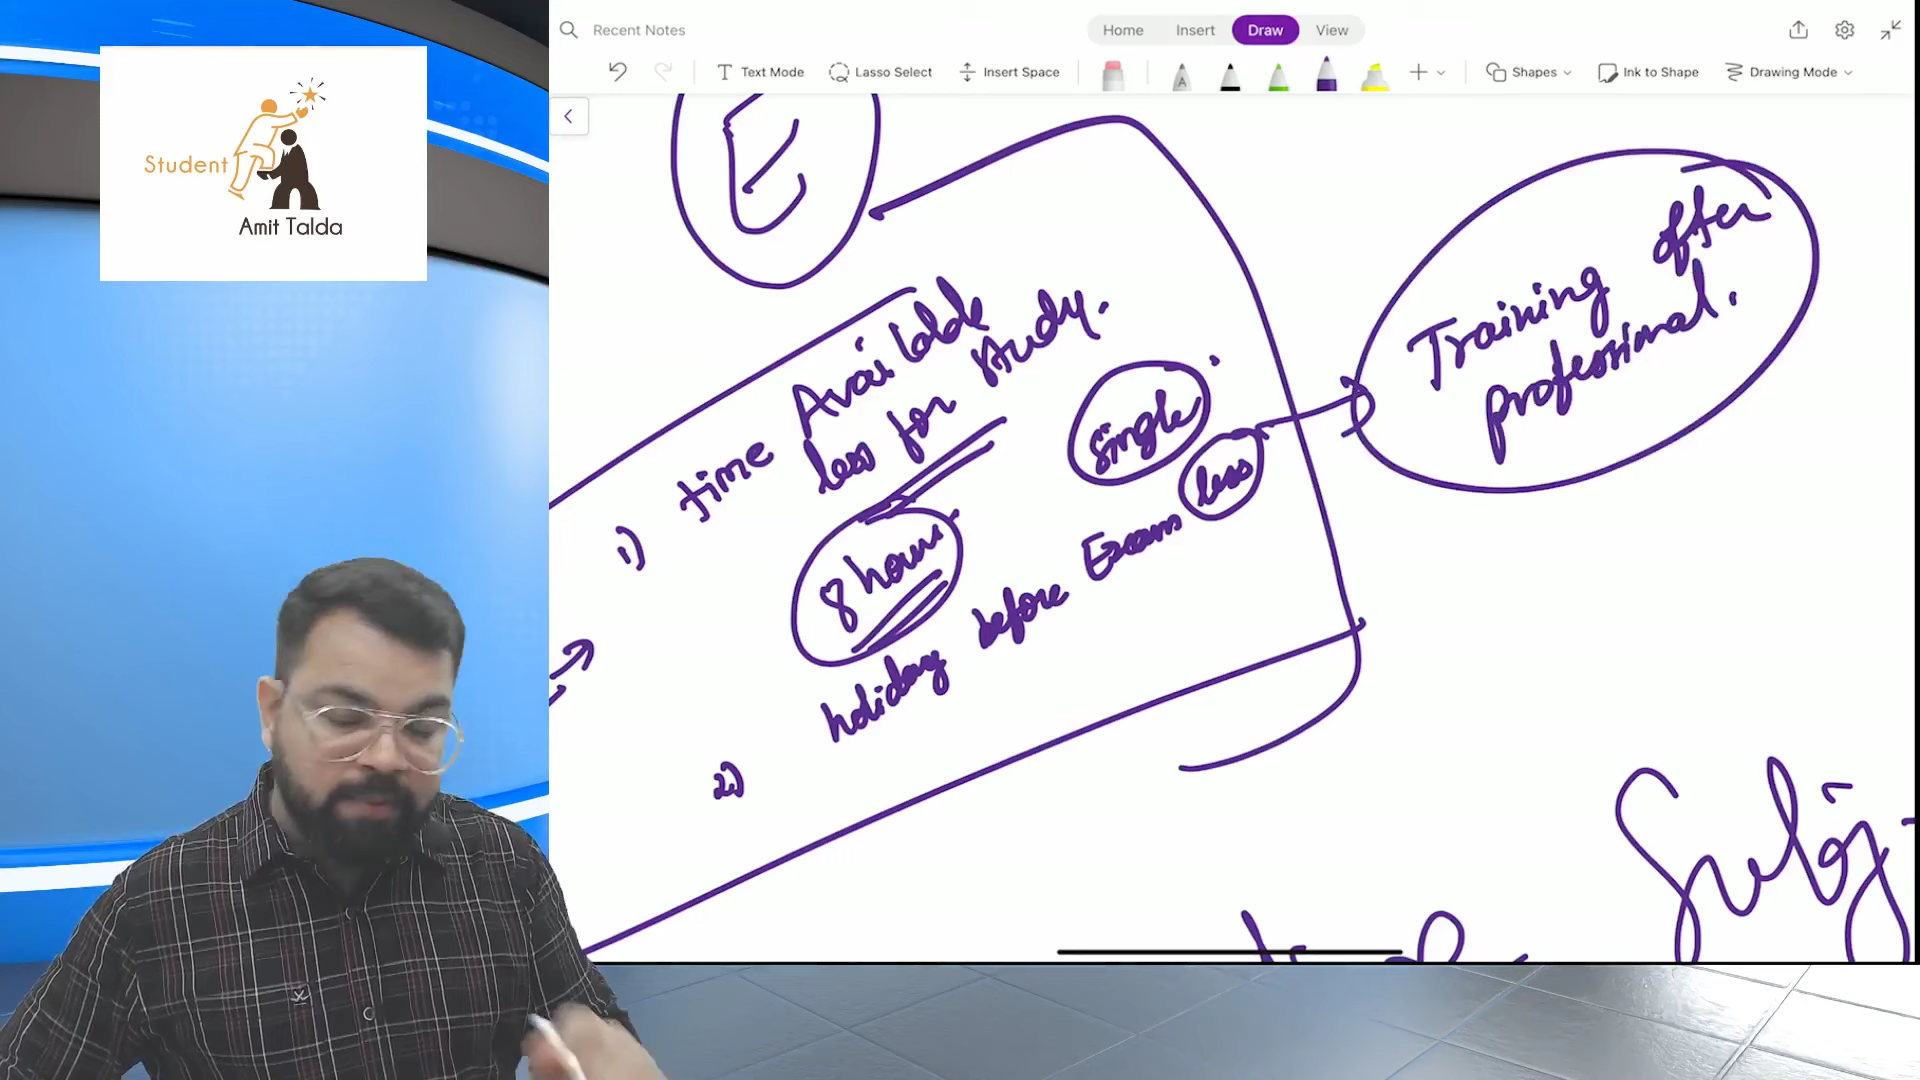 Recent Notes
Home Insert Draw View
Text Mode Lasso Select Insert Space Shapes Ink to Shape Drawing Mode
Student
Amit Talda
E
1) time Available
less for study.
8 hours
single
holiday before Exam less
2)
Training after
professional.
Subj